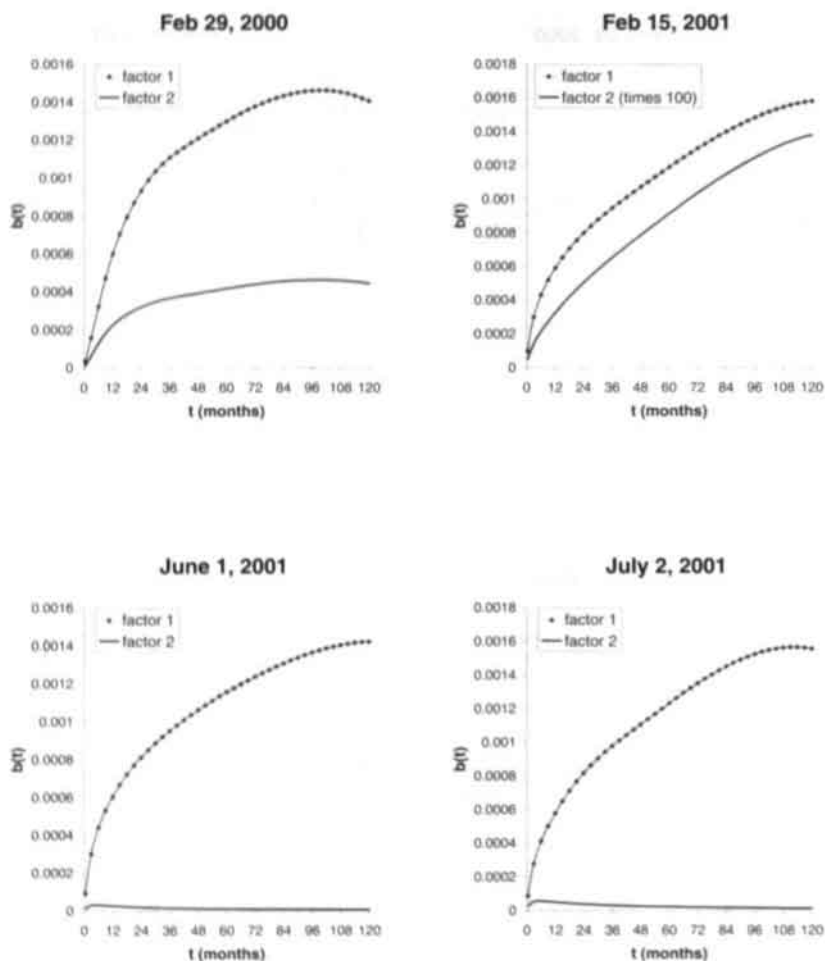 Feb 29, 2000
0.0016
0.0014
0.0012
0.001
0.0008
0.0006
0.0004
0.0002
0
b(t)
factor 1
factor 2
0 12 24 36 48 60 72 84 96 108 120
t (months)
Feb 15, 2001
0.0018
0.0016
0.0014
0.0012
0.001
0.0008
0.0006
0.0004
0.0002
0
b(t)
factor 1
factor 2 (times 100)
0 12 24 36 48 60 72 84 96 108 120
t (months)
June 1, 2001
0.0016
0.0014
0.0012
0.001
0.0008
0.0006
0.0004
0.0002
0
b(t)
factor 1
factor 2
0 12 24 36 48 60 72 84 96 108 120
t (months)
July 2, 2001
0.0018
0.0016
0.0014
0.0012
0.001
0.0008
0.0006
0.0004
0.0002
0
b(t)
factor 1
factor 2
0 12 24 36 48 60 72 84 96 108 120
t (months)